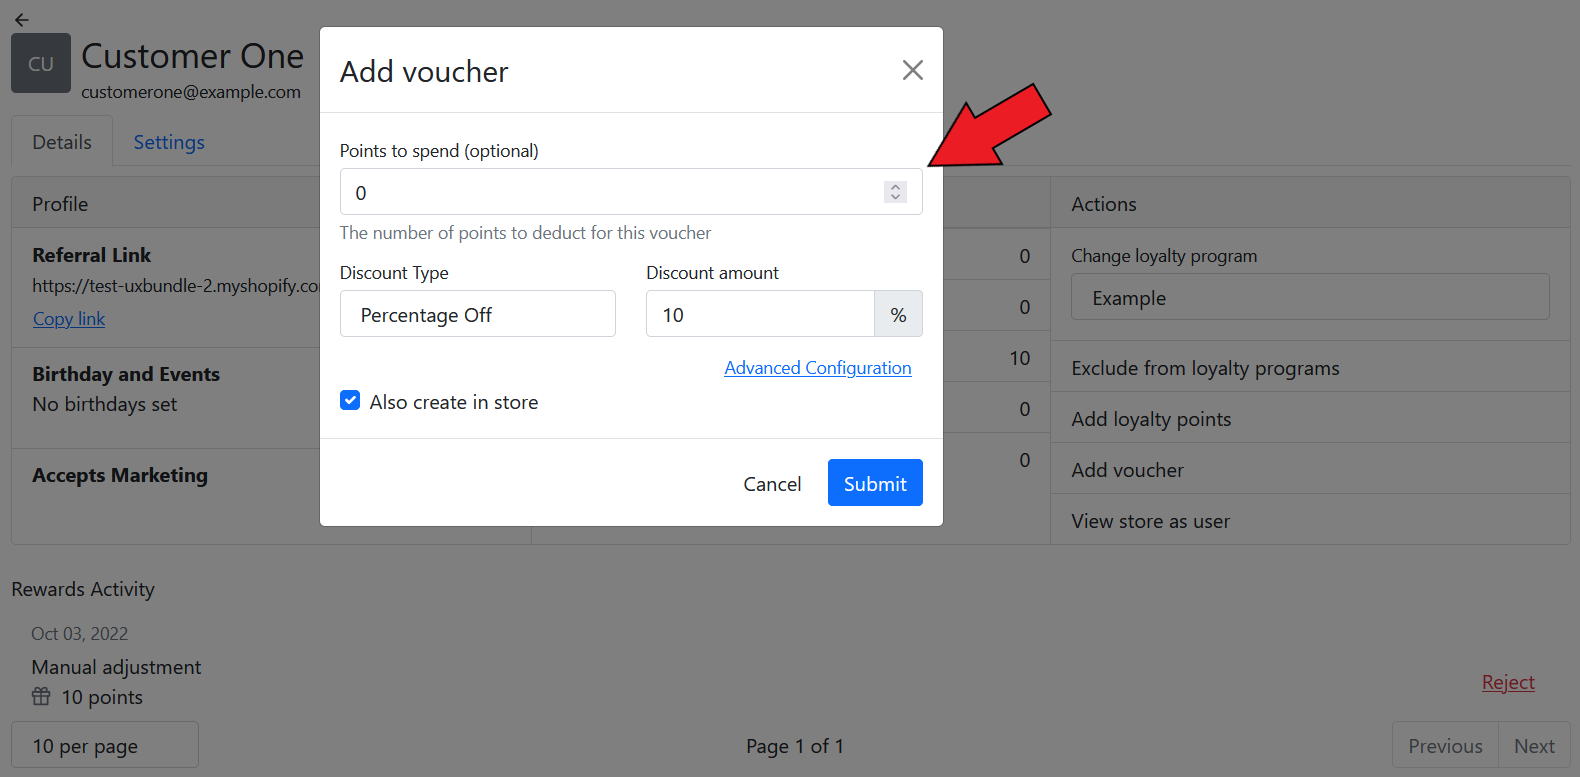 CU
Customer One
customerone@example.com
Details
Settings
Add voucher
Points to spend (optional)
0
The number of points to deduct for this voucher
Discount Type
Discount amount
Percentage Off
10
%
Advanced Configuration
Also create in store
Cancel
Submit
Profile
Referral Link
https://test-uxbundle-2.myshopify.co
Copy link
Birthday and Events
No birthdays set
Accepts Marketing
0
0
10
0
0
Actions
Change loyalty program
Example
Exclude from loyalty programs
Add loyalty points
Add voucher
View store as user
Rewards Activity
Oct 03, 2022
Manual adjustment
10 points
Reject
10 per page
Page 1 of 1
Previous
Next